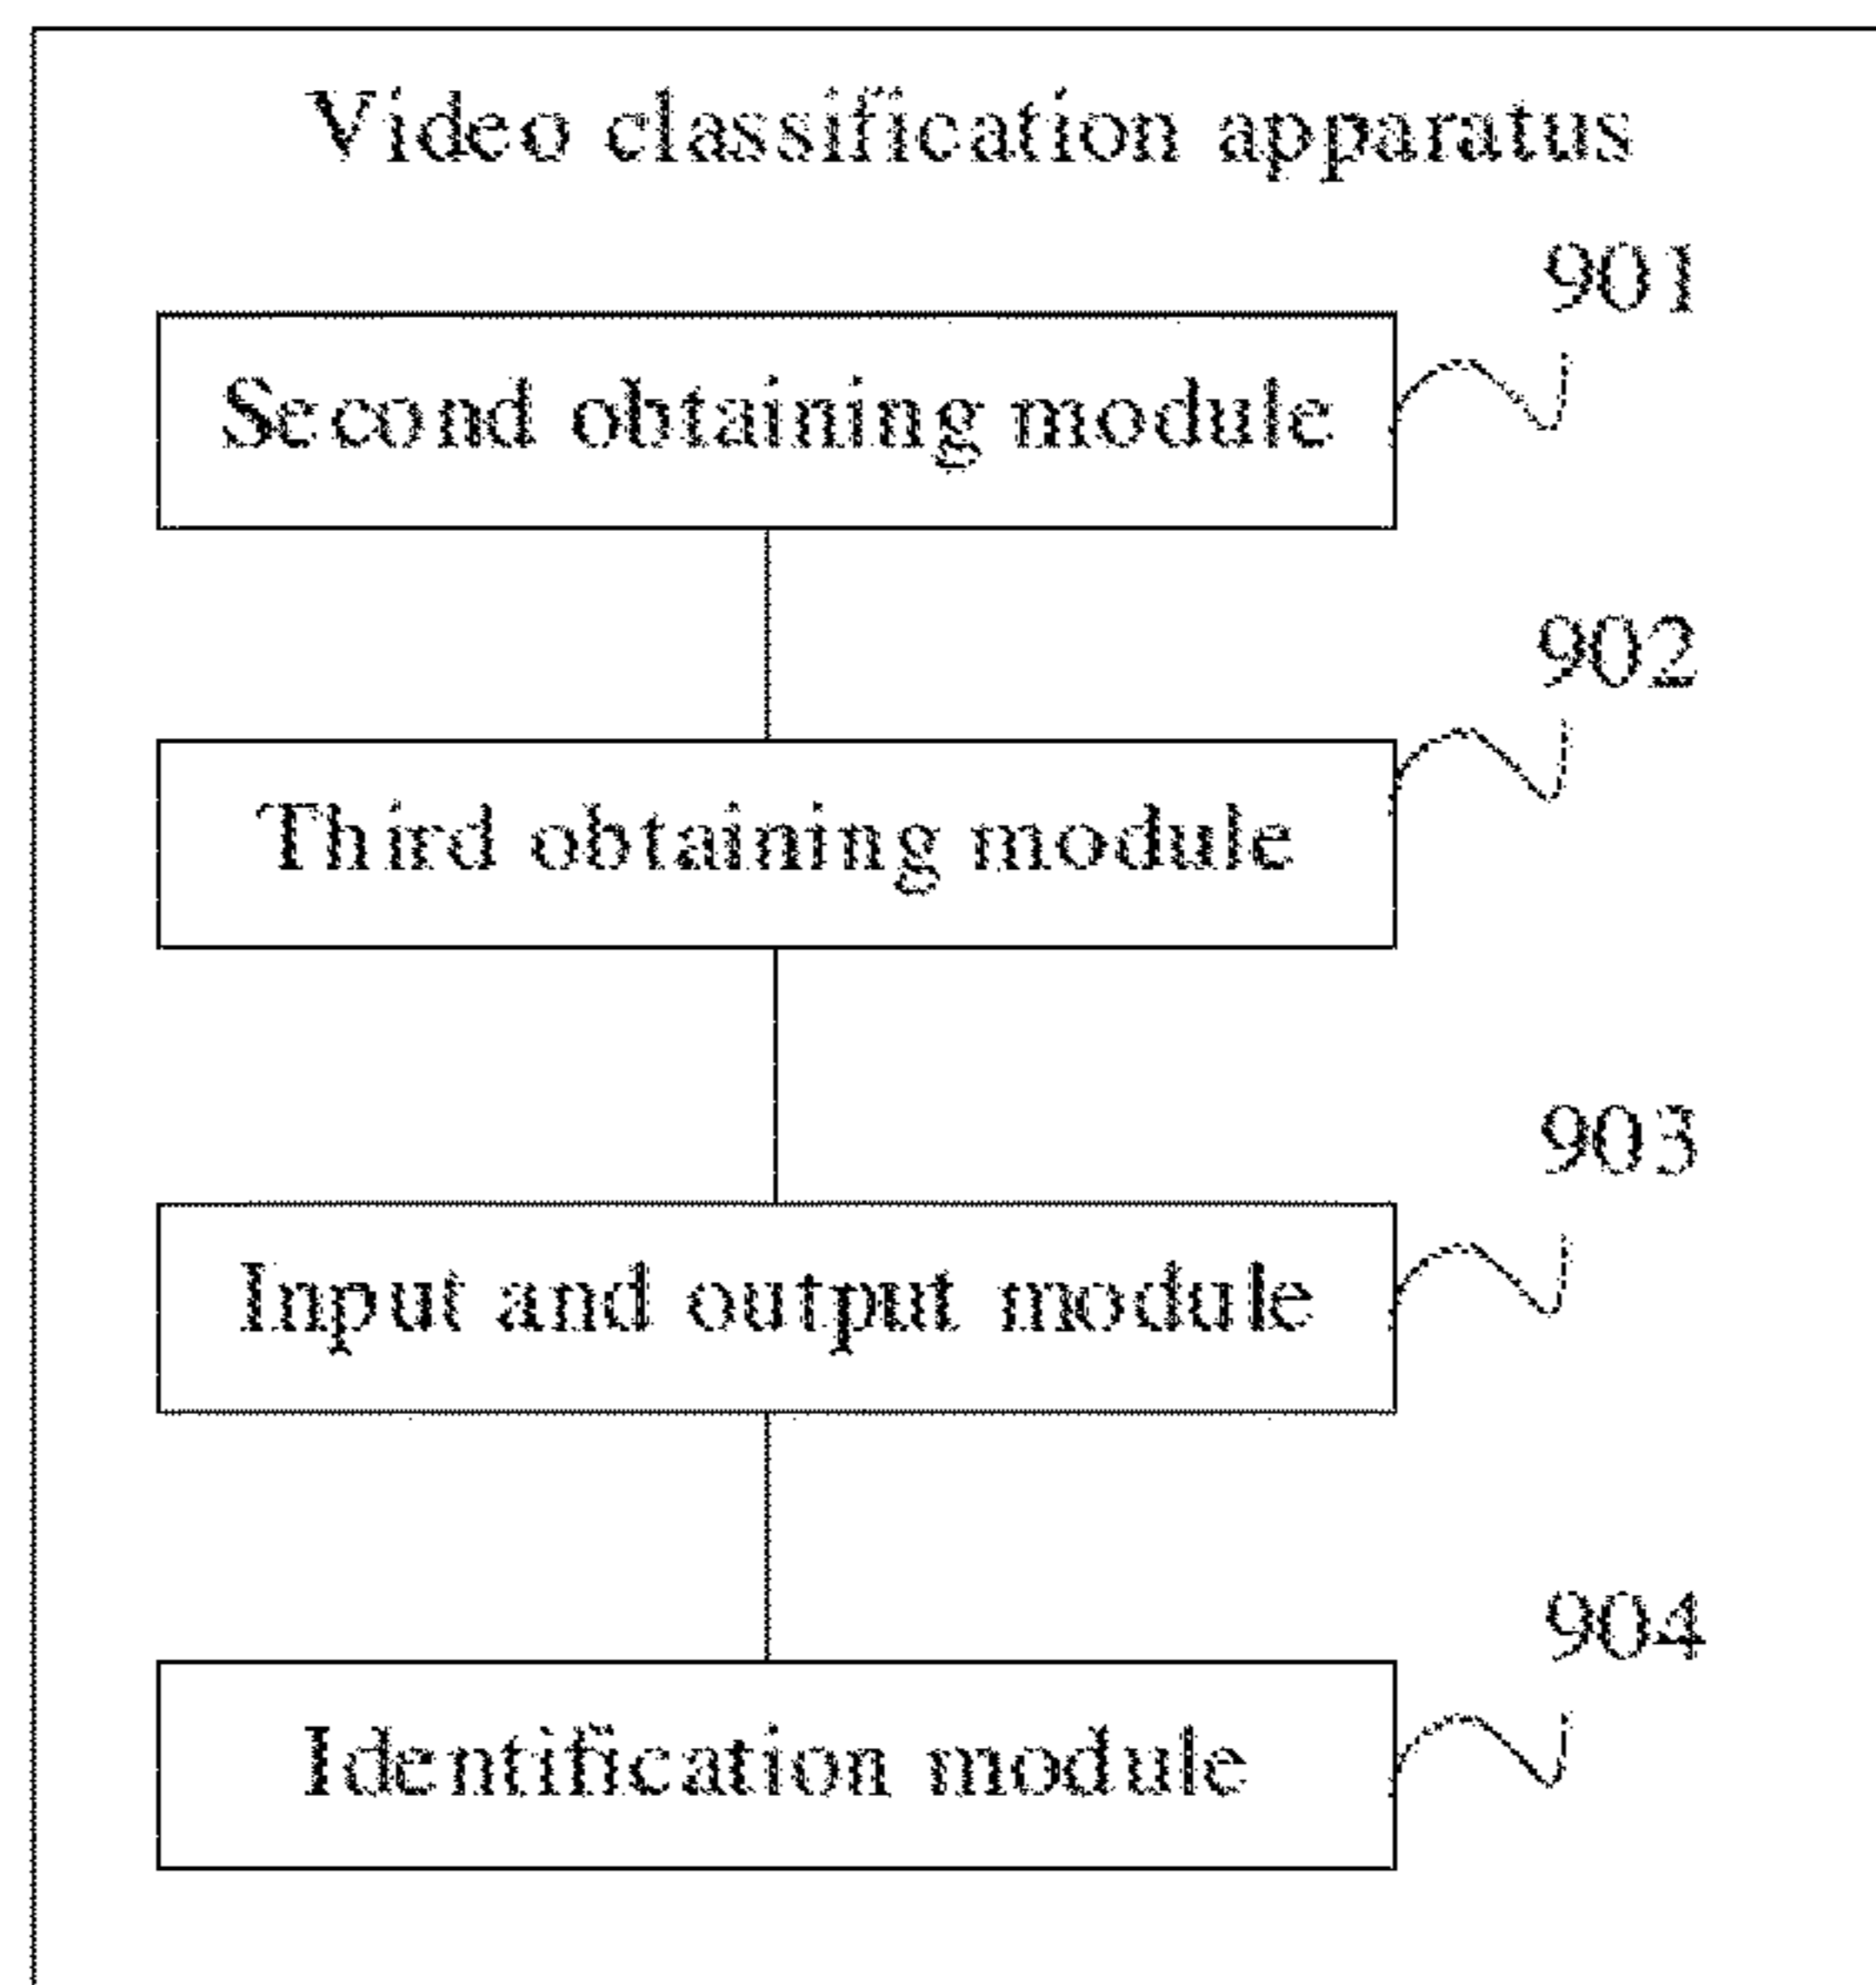 Video classification apparatus
901
Second obtaining module
902
Third obtaining module
903
Input and output module
904
Identification module